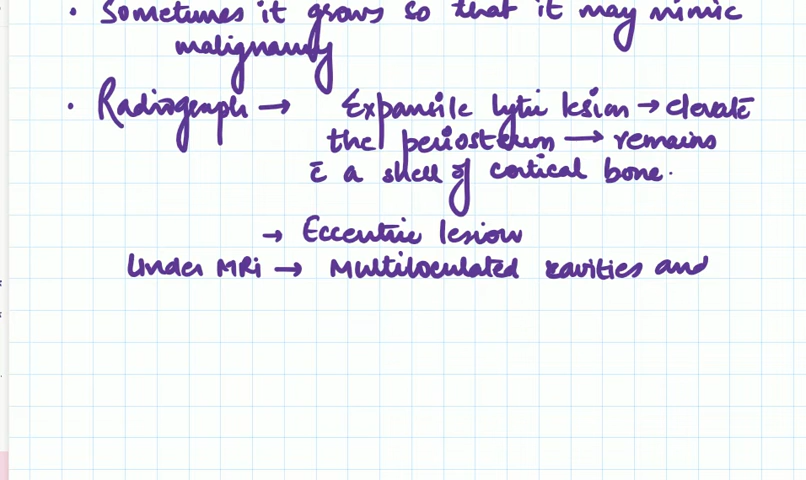 • Sometimes it grows so that it may mimic
malignancy
• Radiograph → Expansile lytic lesion → elevate
the periosteum → remains
c̄ a shell of cortical bone.
→ Eccentric lesion
Under MRi → Multiloculated cavities and